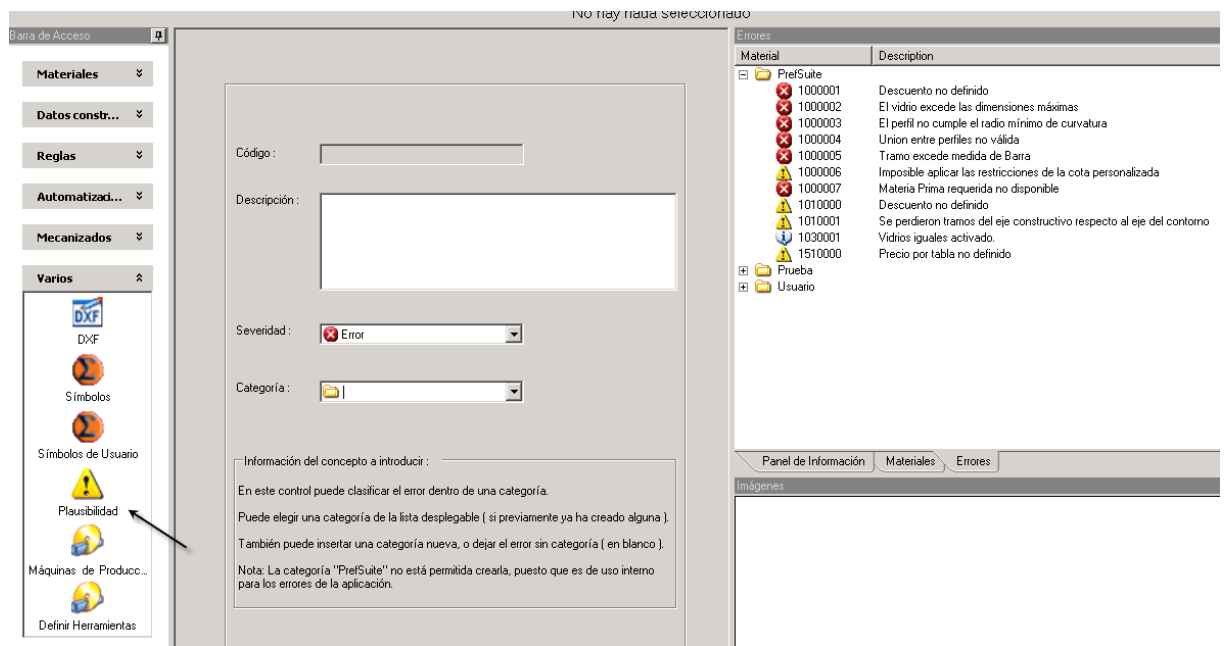 No hay nada seleccionado
Barra de Acceso
Materiales
Datos constr...
Reglas
Automatizaci...
Mecanizados
Varios
DXF
DXF
Símbolos
Símbolos de Usuario
Plausibilidad
Máquinas de Producc...
Definir Herramientas
Código :
Descripción :
Severidad :
Error
Categoría :
Información del concepto a introducir :
En este control puede clasificar el error dentro de una categoría.
Puede elegir una categoría de la lista desplegable ( si previamente ya ha creado alguna ).
También puede insertar una categoría nueva, o dejar el error sin categoría ( en blanco ).
Nota: La categoría "PrefSuite" no está permitida crearla, puesto que es de uso interno
para los errores de la aplicación.
Errores
Material Description
PrefSuite
1000001 Descuento no definido
1000002 El vidrio excede las dimensiones máximas
1000003 El perfil no cumple el radio mínimo de curvatura
1000004 Union entre perfiles no válida
1000005 Tramo excede medida de Barra
1000006 Imposible aplicar las restricciones de la cota personalizada
1000007 Materia Prima requerida no disponible
1010000 Descuento no definido
1010001 Se perdieron tramos del eje constructivo respecto al eje del contorno
1030001 Vidrios iguales activado.
1510000 Precio por tabla no definido
Prueba
Usuario
Panel de Información Materiales Errores
Imágenes